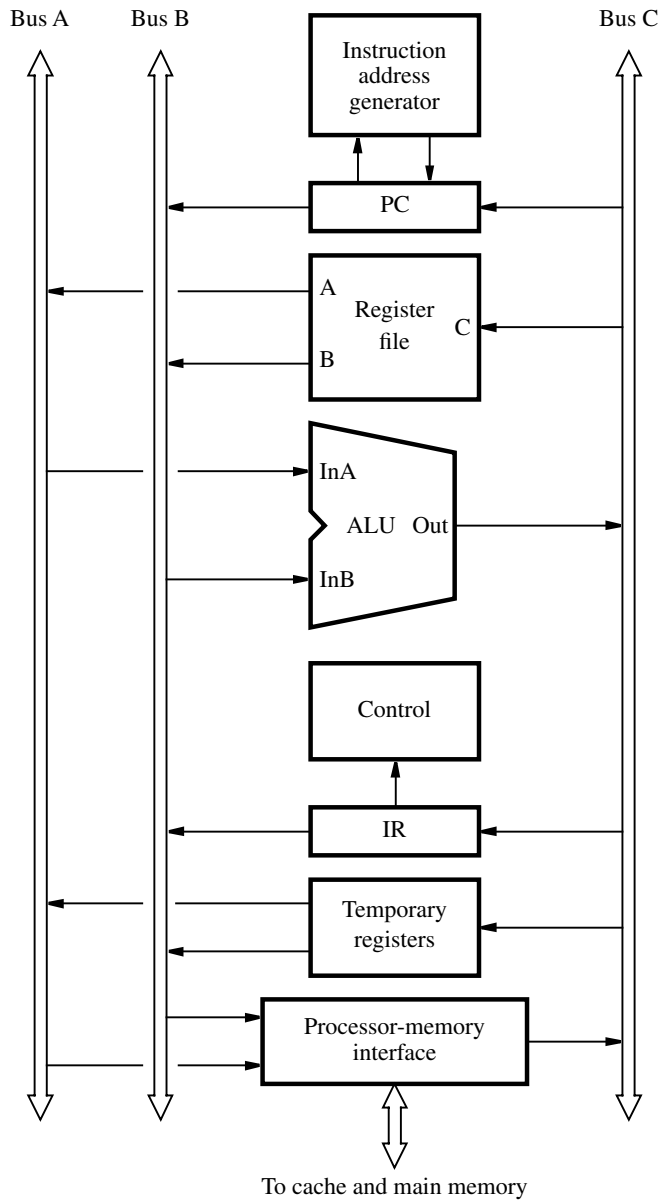 Bus A
Bus B
Bus C
Instruction
address
generator
PC
A
Register
file
C
B
InA
ALU
Out
InB
Control
IR
Temporary
registers
Processor-memory
interface
To cache and main memory